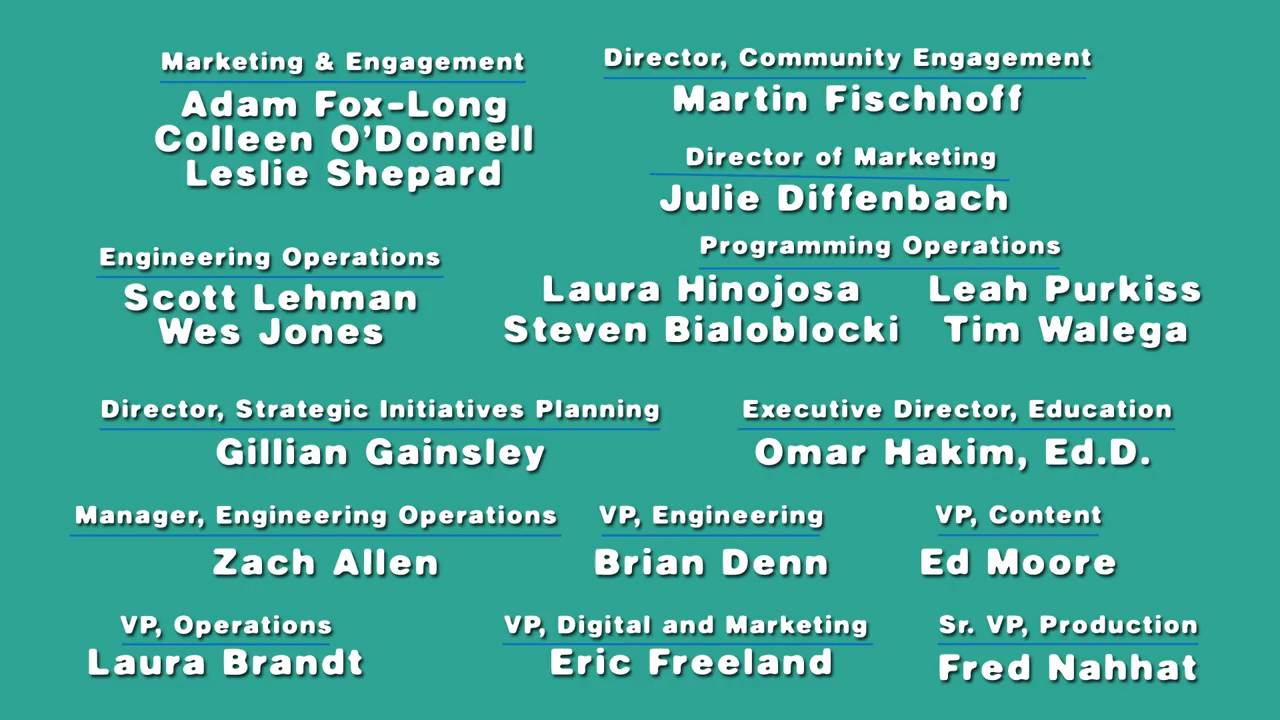 Marketing & Engagement
Adam Fox-Long
Colleen O'Donnell
Leslie Shepard
Director, Community Engagement
Martin Fischhoff
Director of Marketing
Julie Diffenbach
Engineering Operations
Scott Lehman
Wes Jones
Programming Operations
Laura Hinojosa Leah Purkiss
Steven Bialoblocki Tim Walega
Director, Strategic Initiatives Planning
Gillian Gainsley
Executive Director, Education
Omar Hakim, Ed.D.
Manager, Engineering Operations
Zach Allen
VP, Engineering
Brian Denn
VP, Content
Ed Moore
VP, Operations
Laura Brandt
VP, Digital and Marketing
Eric Freeland
Sr. VP, Production
Fred Nahhat